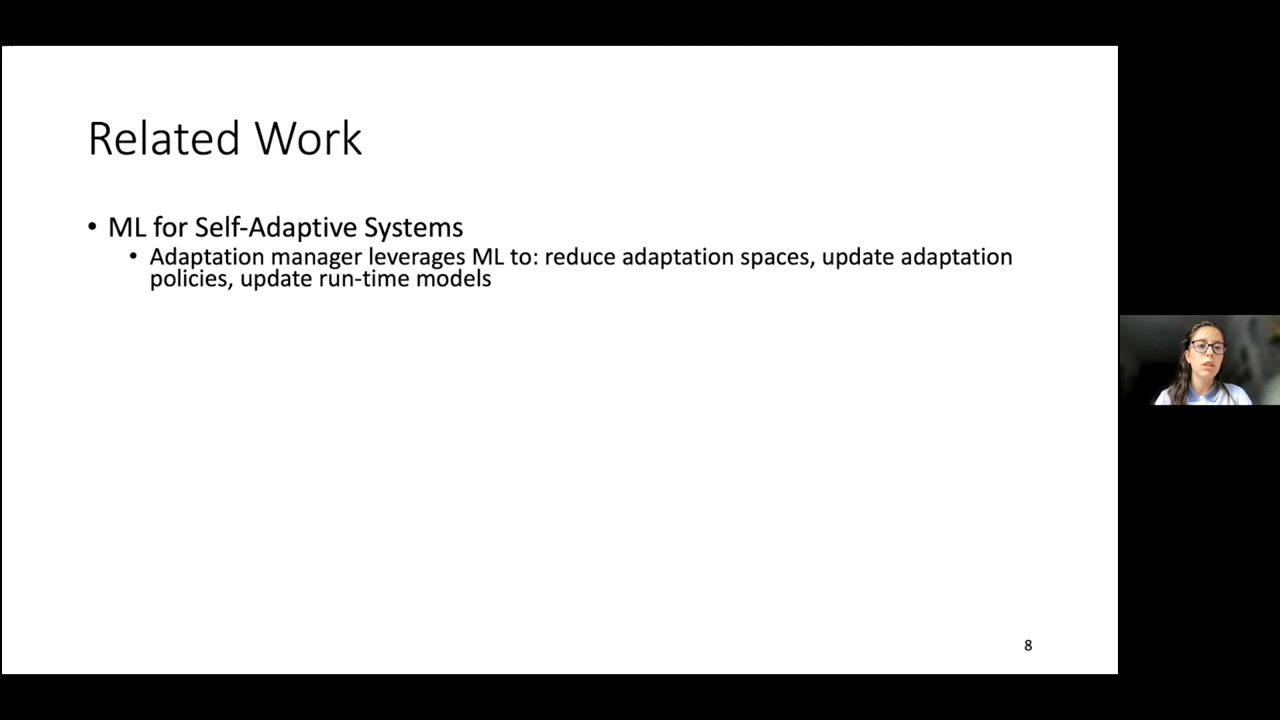 Related Work
• ML for Self-Adaptive Systems
• Adaptation manager leverages ML to: reduce adaptation spaces, update adaptation
policies, update run-time models
8